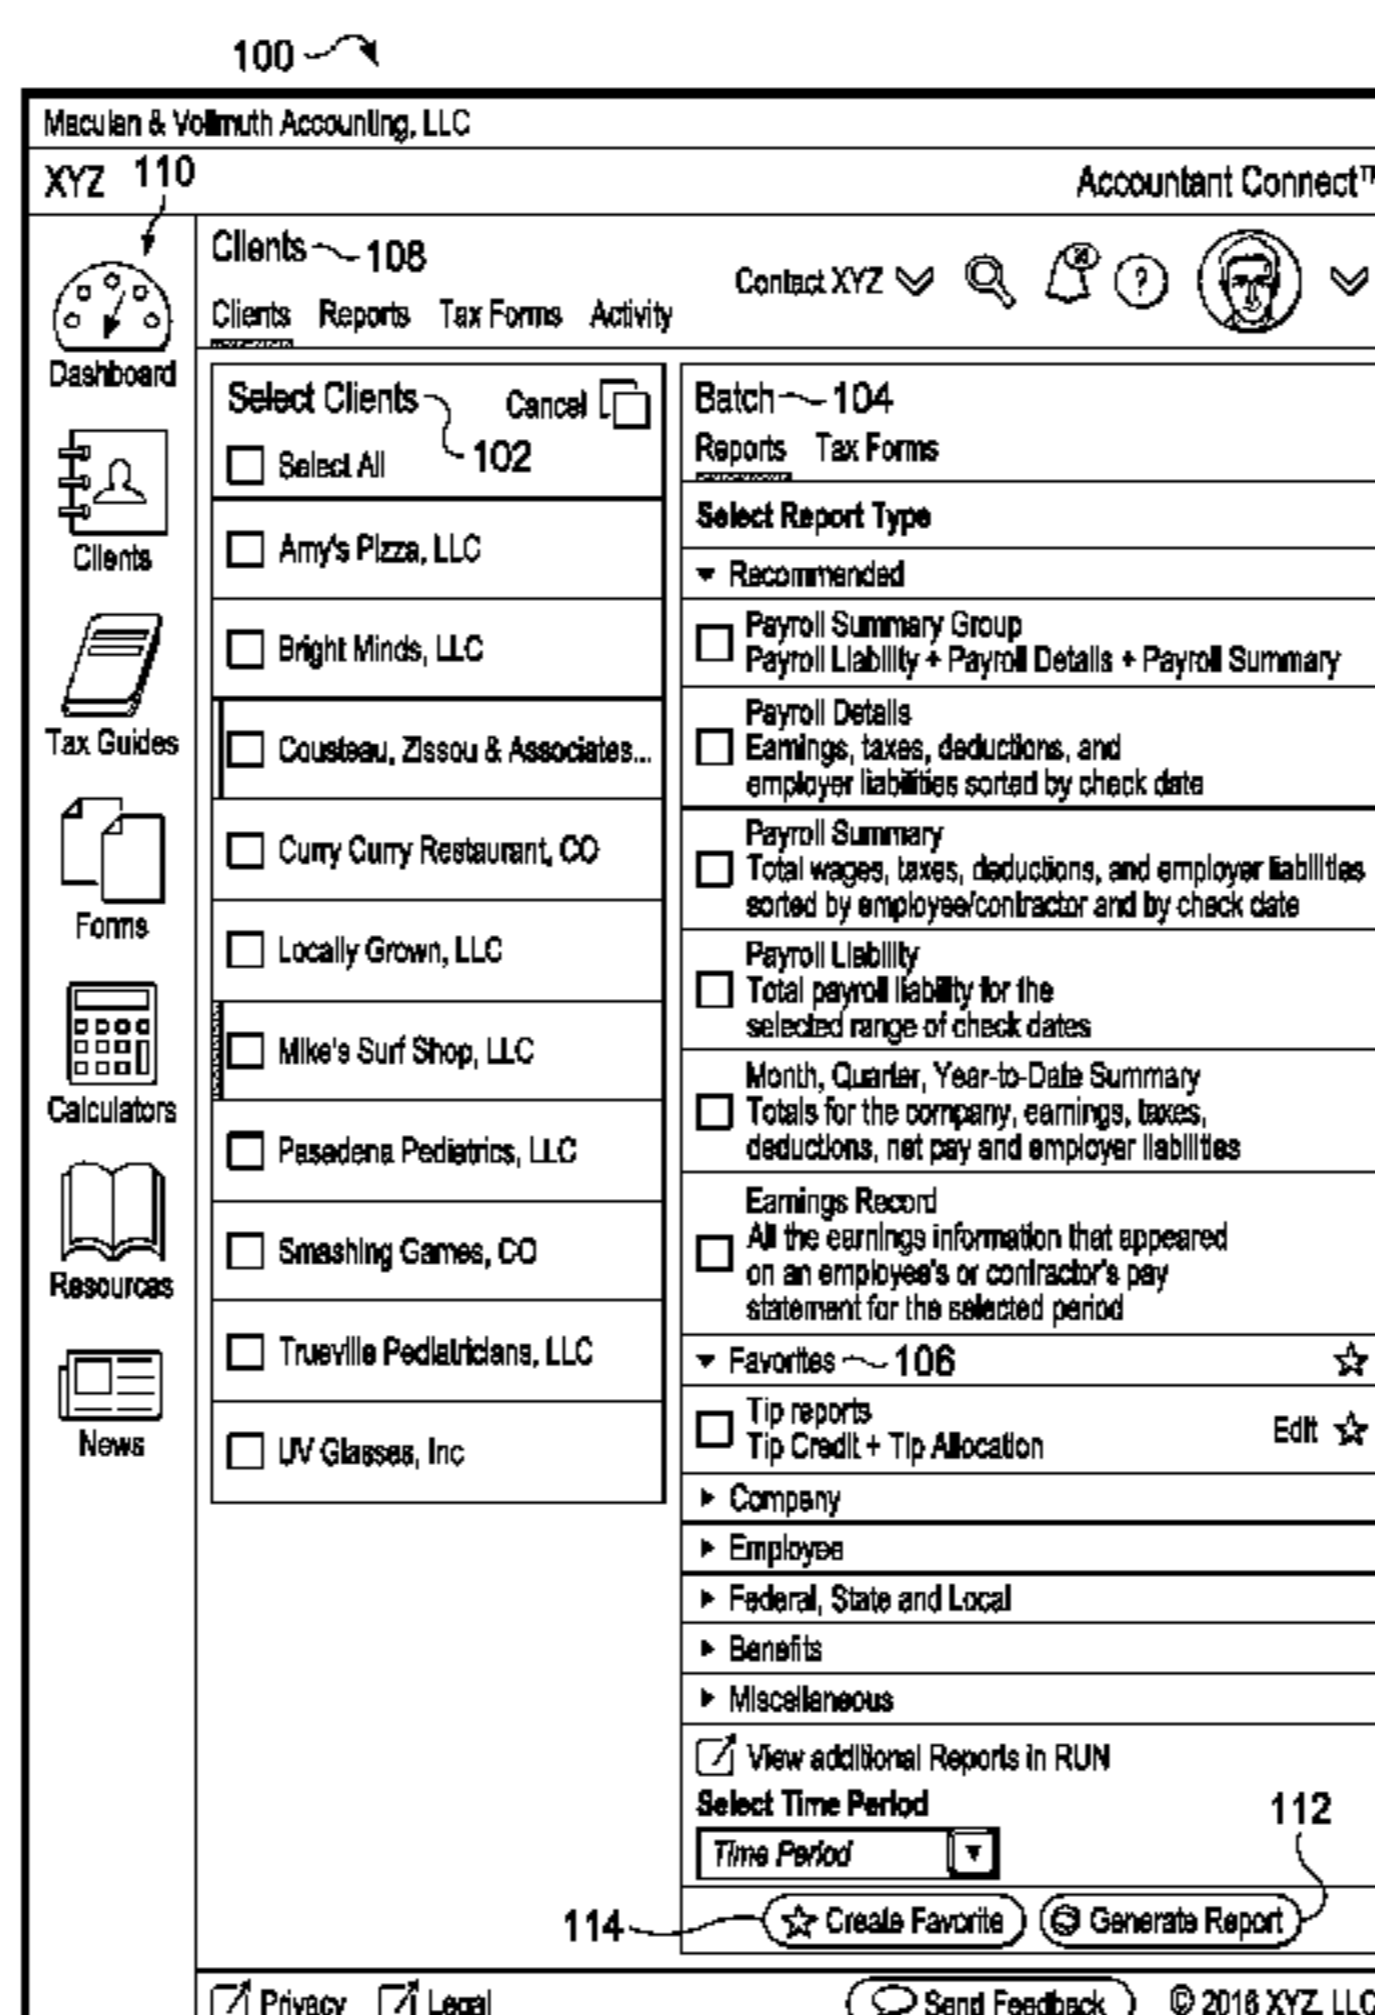 100
Maculan & Vollmuth Accounting, LLC
XYZ 110
Accountant Connect™
Clients 108
Contact XYZ ?
Clients Reports Tax Forms Activity
Dashboard
Clients
Tax Guides
Forms
Calculators
Resources
News
Select Clients Cancel
102
Select All
Amy's Pizza, LLC
Bright Minds, LLC
Cousteau, Zissou & Associates...
Curry Curry Restaurant, CO
Locally Grown, LLC
Mike's Surf Shop, LLC
Pasadena Pediatrics, LLC
Smashing Games, CO
Trueville Pediatricians, LLC
UV Glasses, Inc
Batch 104
Reports Tax Forms
Select Report Type
Recommended
Payroll Summary Group
Payroll Liability + Payroll Details + Payroll Summary
Payroll Details
Earnings, taxes, deductions, and
employer liabilities sorted by check date
Payroll Summary
Total wages, taxes, deductions, and employer liabilities
sorted by employee/contractor and by check date
Payroll Liability
Total payroll liability for the
selected range of check dates
Month, Quarter, Year-to-Date Summary
Totals for the company, earnings, taxes,
deductions, net pay and employer liabilities
Earnings Record
All the earnings information that appeared
on an employee's or contractor's pay
statement for the selected period
Favorites 106
Tip reports
Tip Credit + Tip Allocation Edit
Company
Employee
Federal, State and Local
Benefits
Miscellaneous
View additional Reports in RUN
Select Time Period
112
Time Period
114 Create Favorite Generate Report
Privacy Legal Send Feedback © 2016 XYZ, LLC